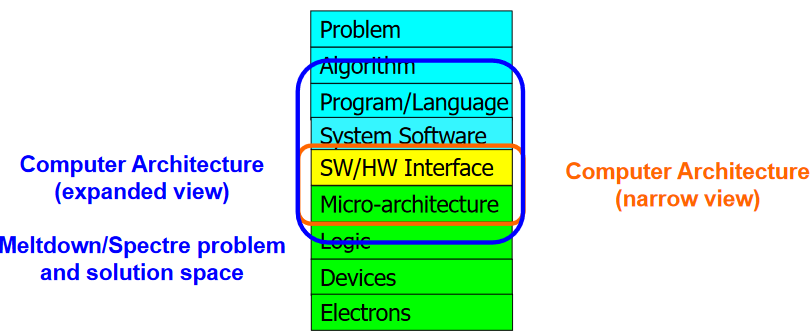 Problem
Algorithm
Program/Language
System Software
SW/HW Interface
Micro-architecture
Logic
Devices
Electrons
Computer Architecture
(expanded view)
Meltdown/Spectre problem
and solution space
Computer Architecture
(narrow view)